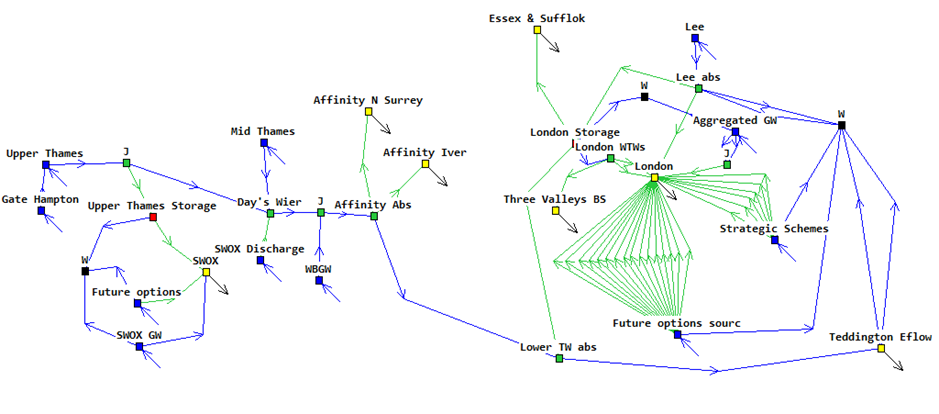 Essex & Sufflok
Lee
Lee abs
W
Affinity N Surrey
Aggregated GW
W
Mid Thames
London Storage
Upper Thames
J
Affinity Iver
London WTWs
J
London
Gate Hampton
Upper Thames Storage
Day's Wier
J
Affinity Abs
Three Valleys BS
Strategic Schemes
SWOX Discharge
W
SWOX
WBGW
Future options
Future options sourc
SWOX GW
Lower TW abs
Teddington Eflow